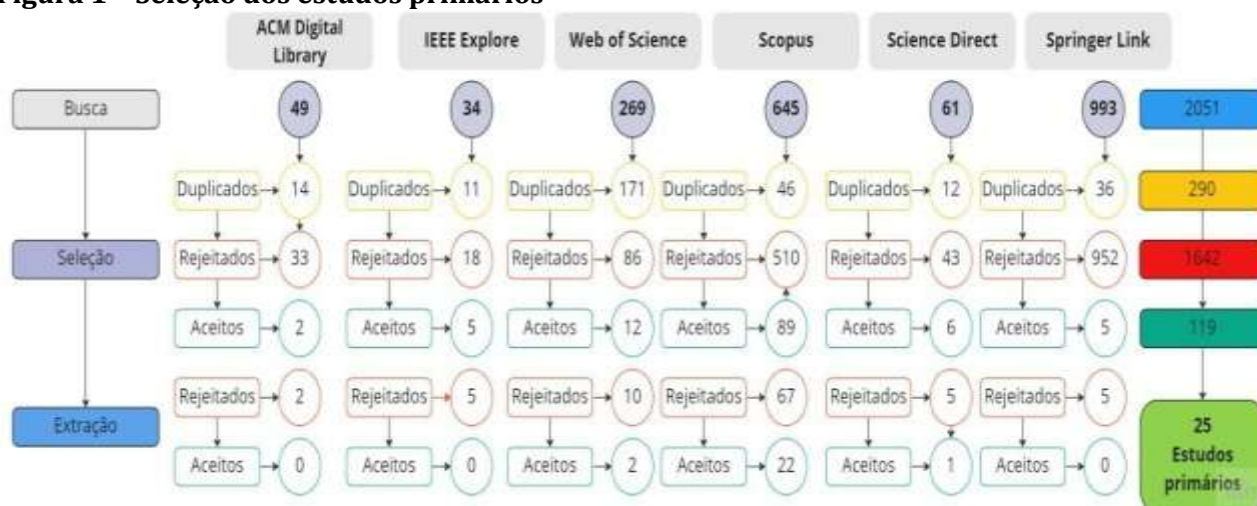 Figura 1 – Seleção dos estudos primários
ACM Digital
Library
IEEE Explore
Web of Science
Scopus
Science Direct
Springer Link
Busca
49
34
269
645
61
993
2051
Duplicados
14
Duplicados
11
Duplicados
171
Duplicados
46
Duplicados
12
Duplicados
36
290
Seleção
Rejeitados
33
Rejeitados
18
Rejeitados
86
Rejeitados
510
Rejeitados
43
Rejeitados
952
1642
Aceitos
2
Aceitos
5
Aceitos
12
Aceitos
89
Aceitos
6
Aceitos
5
119
Extração
Rejeitados
2
Rejeitados
5
Rejeitados
10
Rejeitados
67
Rejeitados
5
Rejeitados
5
Aceitos
0
Aceitos
0
Aceitos
2
Aceitos
22
Aceitos
1
Aceitos
0
25
Estudos
primários